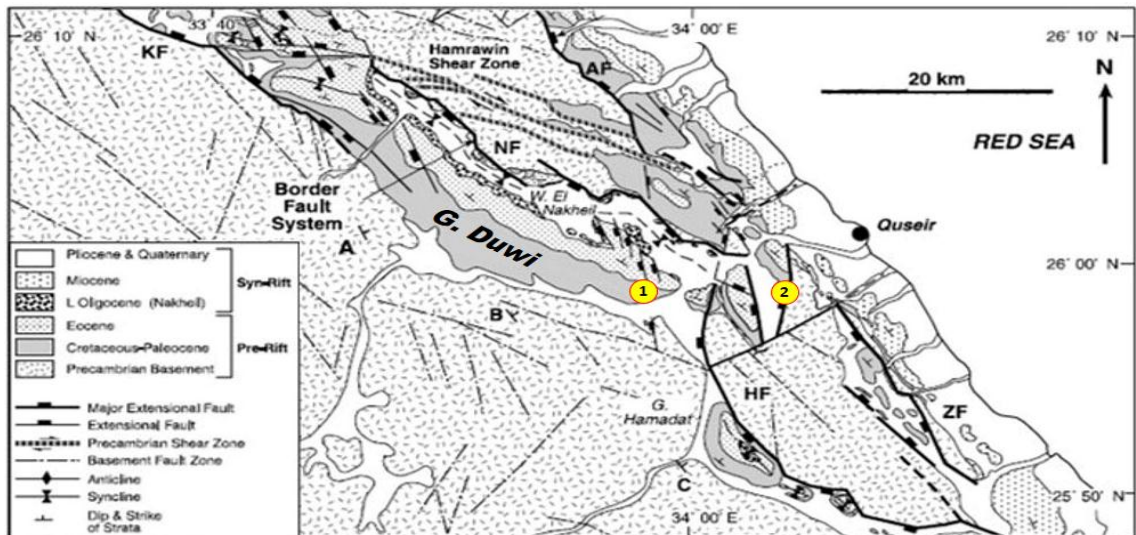 26° 10' N
33° 40'
34° 00' E
26° 10' N
KF
Hamrawin
Shear Zone
AF
20 km
N
RED SEA
NF
Border
Fault
System
W. El
Nakheil
Quseir
G. Duwi
A
26° 00' N
1
2
B
Pliocene & Quaternary
Miocene
L Oligocene (Nakheil)
Syn-Rift
Eocene
Cretaceous-Paleocene
Precambrian Basement
Pre-Rift
HF
ZF
G.
Hamadat
Major Extensional Fault
Extensional Fault
Precambrian Shear Zone
Basement Fault Zone
Anticline
Syncline
Dip & Strike
of Strata
C
25° 50' N
34° 00' E